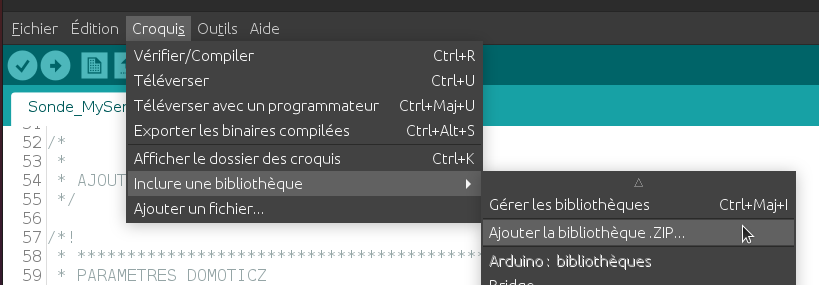 Fichier Édition Croquis Outils Aide
Vérifier/Compiler Ctrl+R
Téléverser Ctrl+U
Téléverser avec un programmateur Ctrl+Maj+U
Exporter les binaires compilées Ctrl+Alt+S
Afficher le dossier des croquis Ctrl+K
Inclure une bibliothèque
Ajouter un fichier...
Gérer les bibliothèques Ctrl+Maj+I
Ajouter la bibliothèque .ZIP...
Arduino : bibliothèques
Bridge
Sonde_MySen
51
52 /*
53 *
54 * AJOUT
55 */
56
57 /*!
58 * ****************************************
59 * PARAMETRES DOMOTICZ